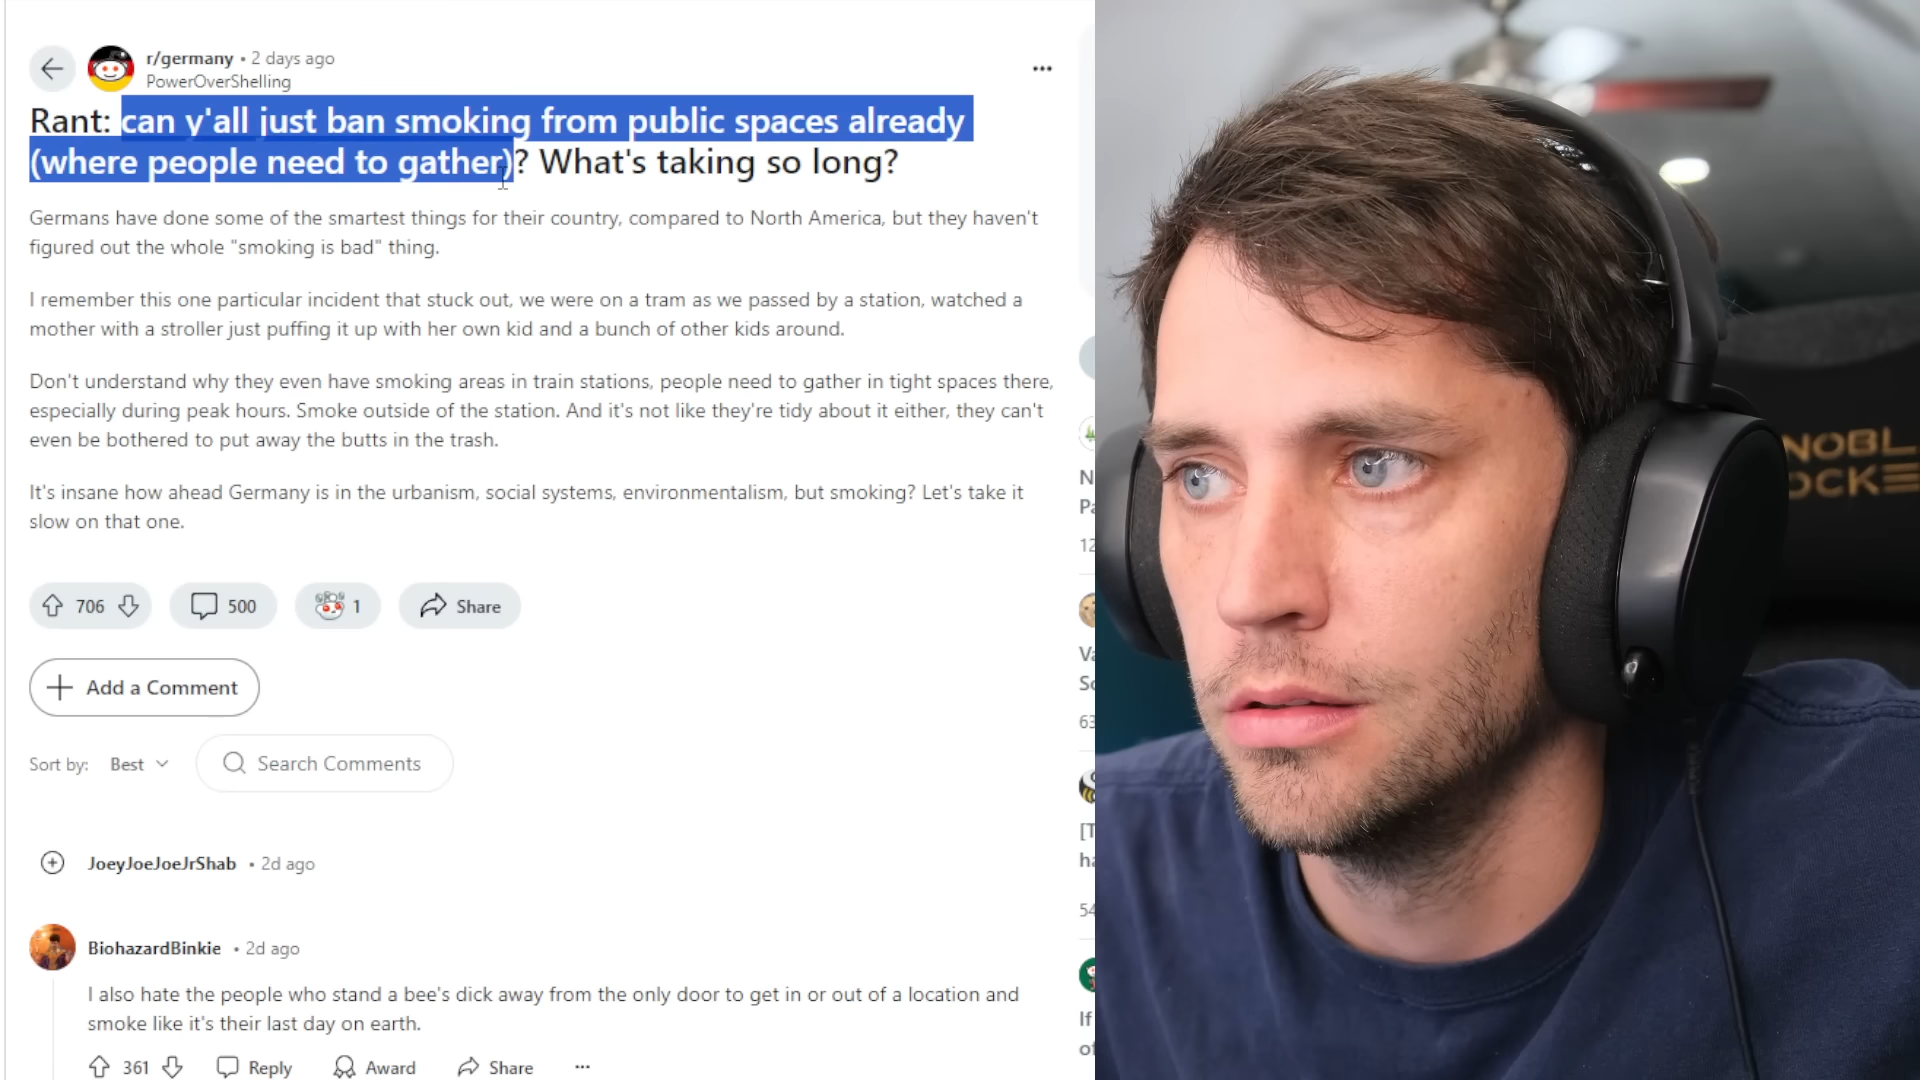 r/germany • 2 days ago
PowerOverShelling
Rant: can y'all just ban smoking from public spaces already
(where people need to gather)? What's taking so long?
Germans have done some of the smartest things for their country, compared to North America, but they haven't
figured out the whole "smoking is bad" thing.
I remember this one particular incident that stuck out, we were on a tram as we passed by a station, watched a
mother with a stroller just puffing it up with her own kid and a bunch of other kids around.
Don't understand why they even have smoking areas in train stations, people need to gather in tight spaces there,
especially during peak hours. Smoke outside of the station. And it's not like they're tidy about it either, they can't
even be bothered to put away the butts in the trash.
It's insane how ahead Germany is in the urbanism, social systems, environmentalism, but smoking? Let's take it
slow on that one.
706 500 1 Share
Add a Comment
Sort by: Best Search Comments
JoeyJoeJoeJrShab • 2d ago
BiohazardBinkie • 2d ago
I also hate the people who stand a bee's dick away from the only door to get in or out of a location and
smoke like it's their last day on earth.
361 Reply Award Share
N
Pa
12
Va
Sc
63
[T
ha
54
If
of
NOBL